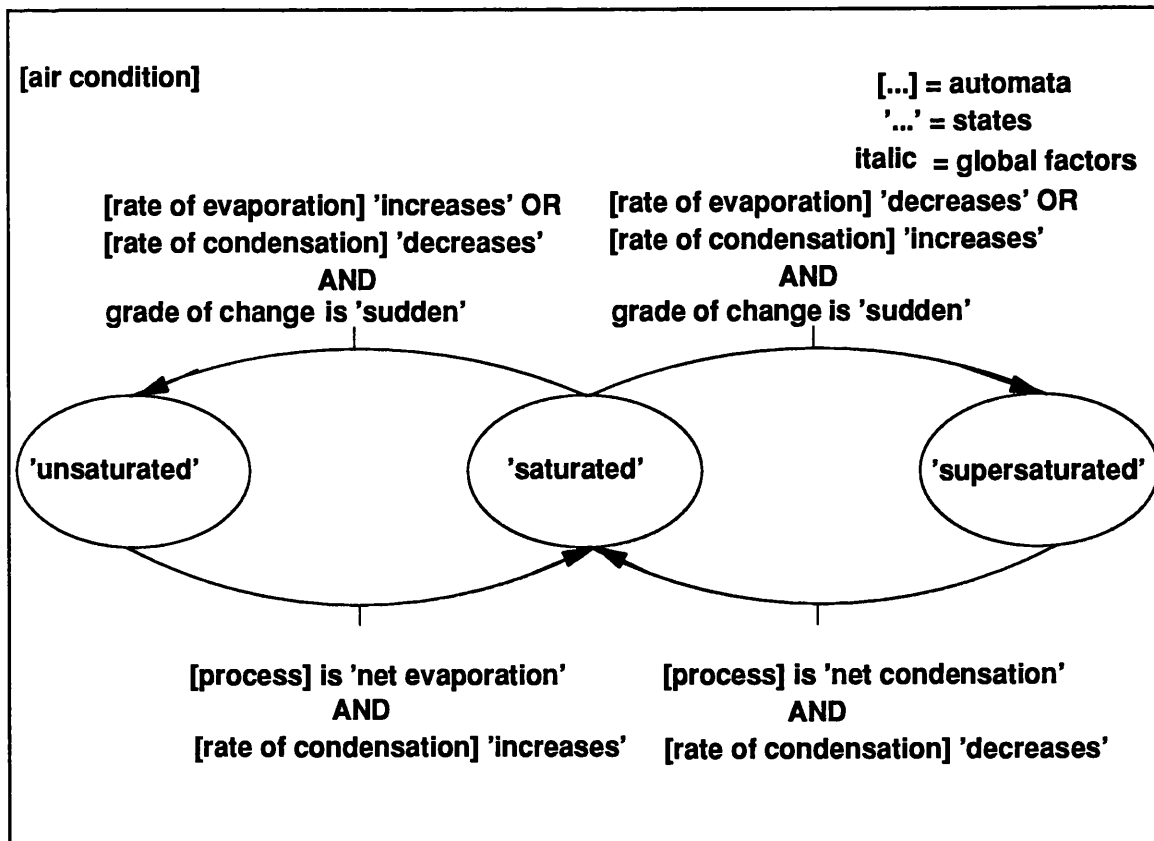 [air condition]
[...] = automata
'...' = states
italic = global factors
[rate of evaporation] 'increases' OR
[rate of condensation] 'decreases'
AND
grade of change is 'sudden'
[rate of evaporation] 'decreases' OR
[rate of condensation] 'increases'
AND
grade of change is 'sudden'
'unsaturated'
'saturated'
'supersaturated'
[process] is 'net evaporation'
AND
[rate of condensation] 'increases'
[process] is 'net condensation'
AND
[rate of condensation] 'decreases'